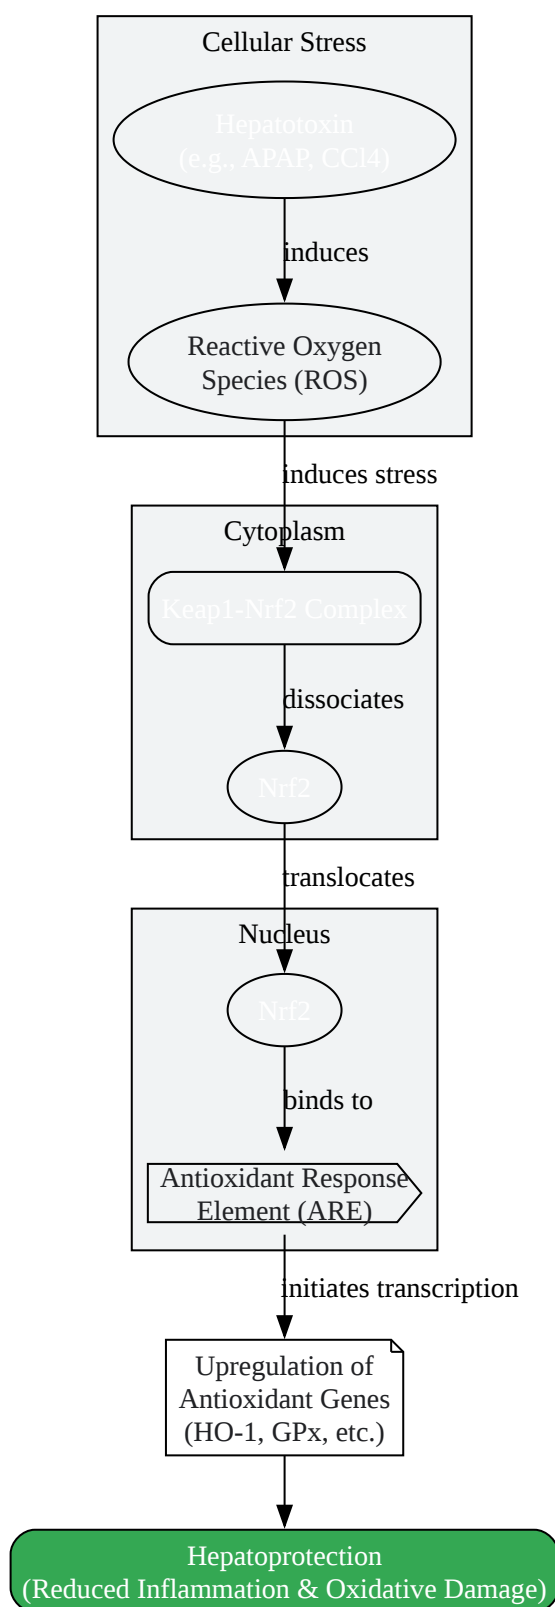 Cellular Stress
Hepatotoxin
(e.g., APAP, CCl4)
induces
Reactive Oxygen
Species (ROS)
induces stress
Cytoplasm
Keap1-Nrf2 Complex
dissociates
Nrf2
translocates
Nucleus
Nrf2
binds to
Antioxidant Response
Element (ARE)
initiates transcription
Upregulation of
Antioxidant Genes
(HO-1, GPx, etc.)
Hepatoprotection
(Reduced Inflammation & Oxidative Damage)